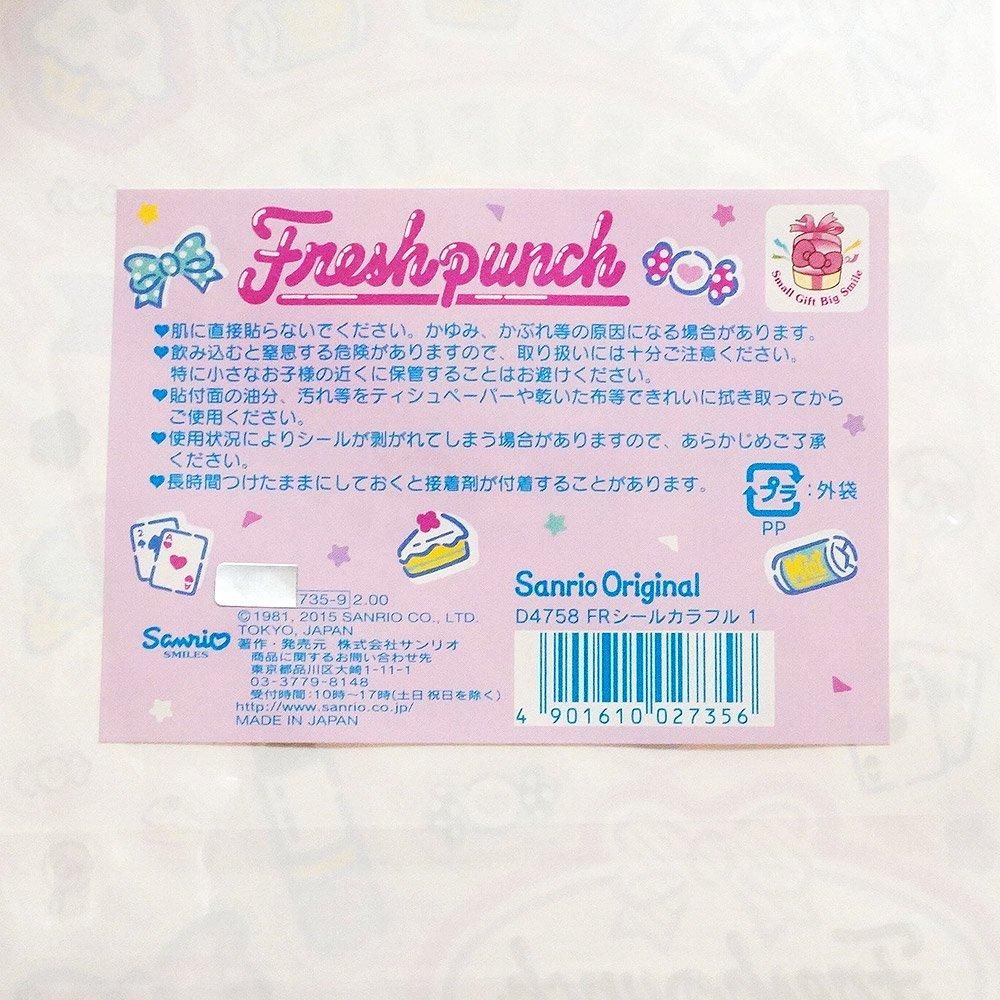 Freshpunch
Small Gift Big Smile
♥肌に直接貼らないでください。かゆみ、かぶれ等の原因になる場合があります。
♥飲み込むと窒息する危険がありますので、取り扱いには十分ご注意ください。
特に小さなお子様の近くに保管することはお避けください。
♥貼付面の油分、汚れ等をティシュペーパーや乾いた布等できれいに拭き取ってから
ご使用ください。
♥使用状況によりシールが剥がれてしまう場合がありますので、あらかじめご了承
ください。
♥長時間つけたままにしておくと接着剤が付着することがあります。
プラ:外袋
PP
735-9 2.00
©1981, 2015 SANRIO CO., LTD.
TOKYO, JAPAN
Sanrio
SMILES
著作・発売元 株式会社サンリオ
商品に関するお問い合わせ先
東京都品川区大崎1-11-1
03-3779-8148
受付時間:10時〜17時(土日祝日を除く)
http://www.sanrio.co.jp/
MADE IN JAPAN
Sanrio Original
D4758 FRシールカラフル 1
4 901610 027356